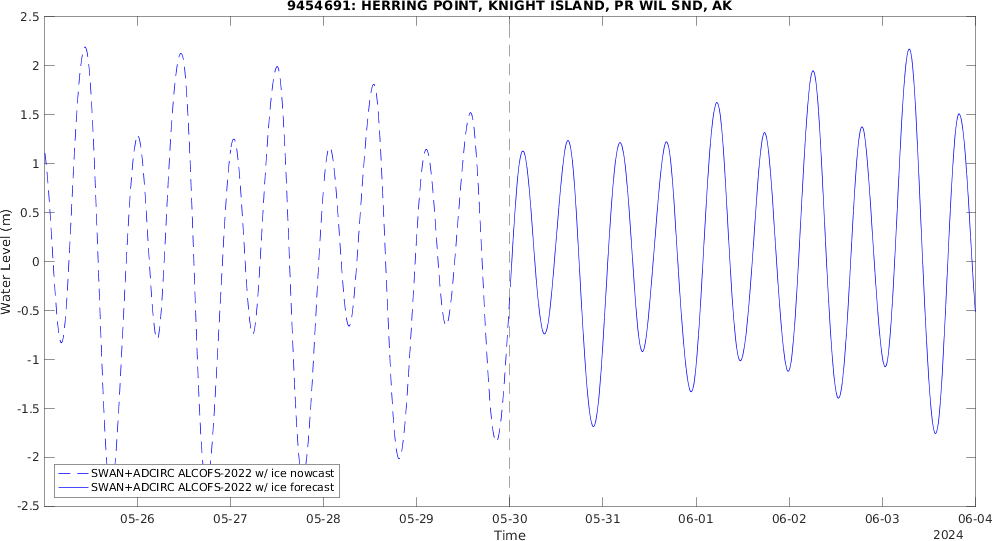 9454691: HERRING POINT, KNIGHT ISLAND, PR WIL SND, AK
2.5
2
1.5
1
0.5
0
-0.5
-1
-1.5
-2
-2.5
Water Level (m)
SWAN+ADCIRC ALCOFS-2022 w/ ice nowcast
SWAN+ADCIRC ALCOFS-2022 w/ ice forecast
05-26 05-27 05-28 05-29 05-30 05-31 06-01 06-02 06-03 06-04
Time
2024